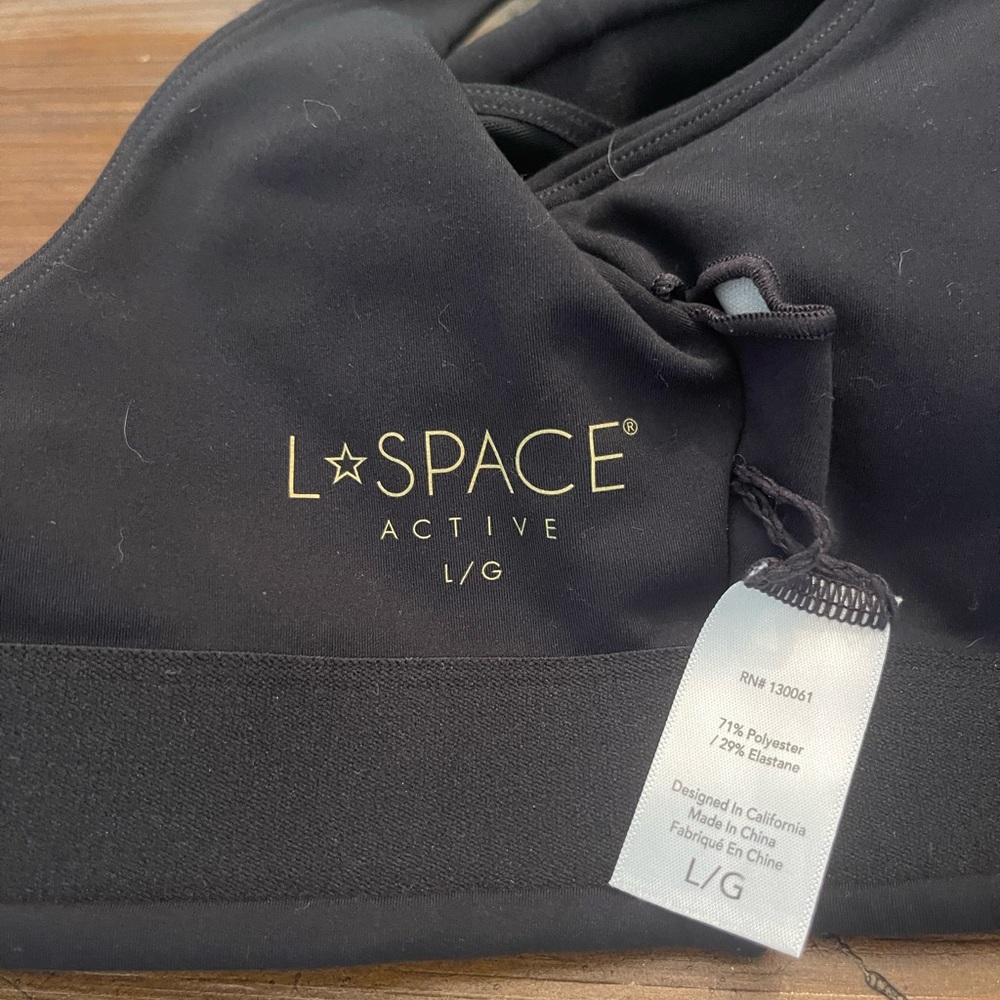 L☆SPACE®
ACTIVE
L/G
RN# 130061
71% Polyester
/ 29% Elastane
Designed In California
Made In China
Fabriqué En Chine
L/G